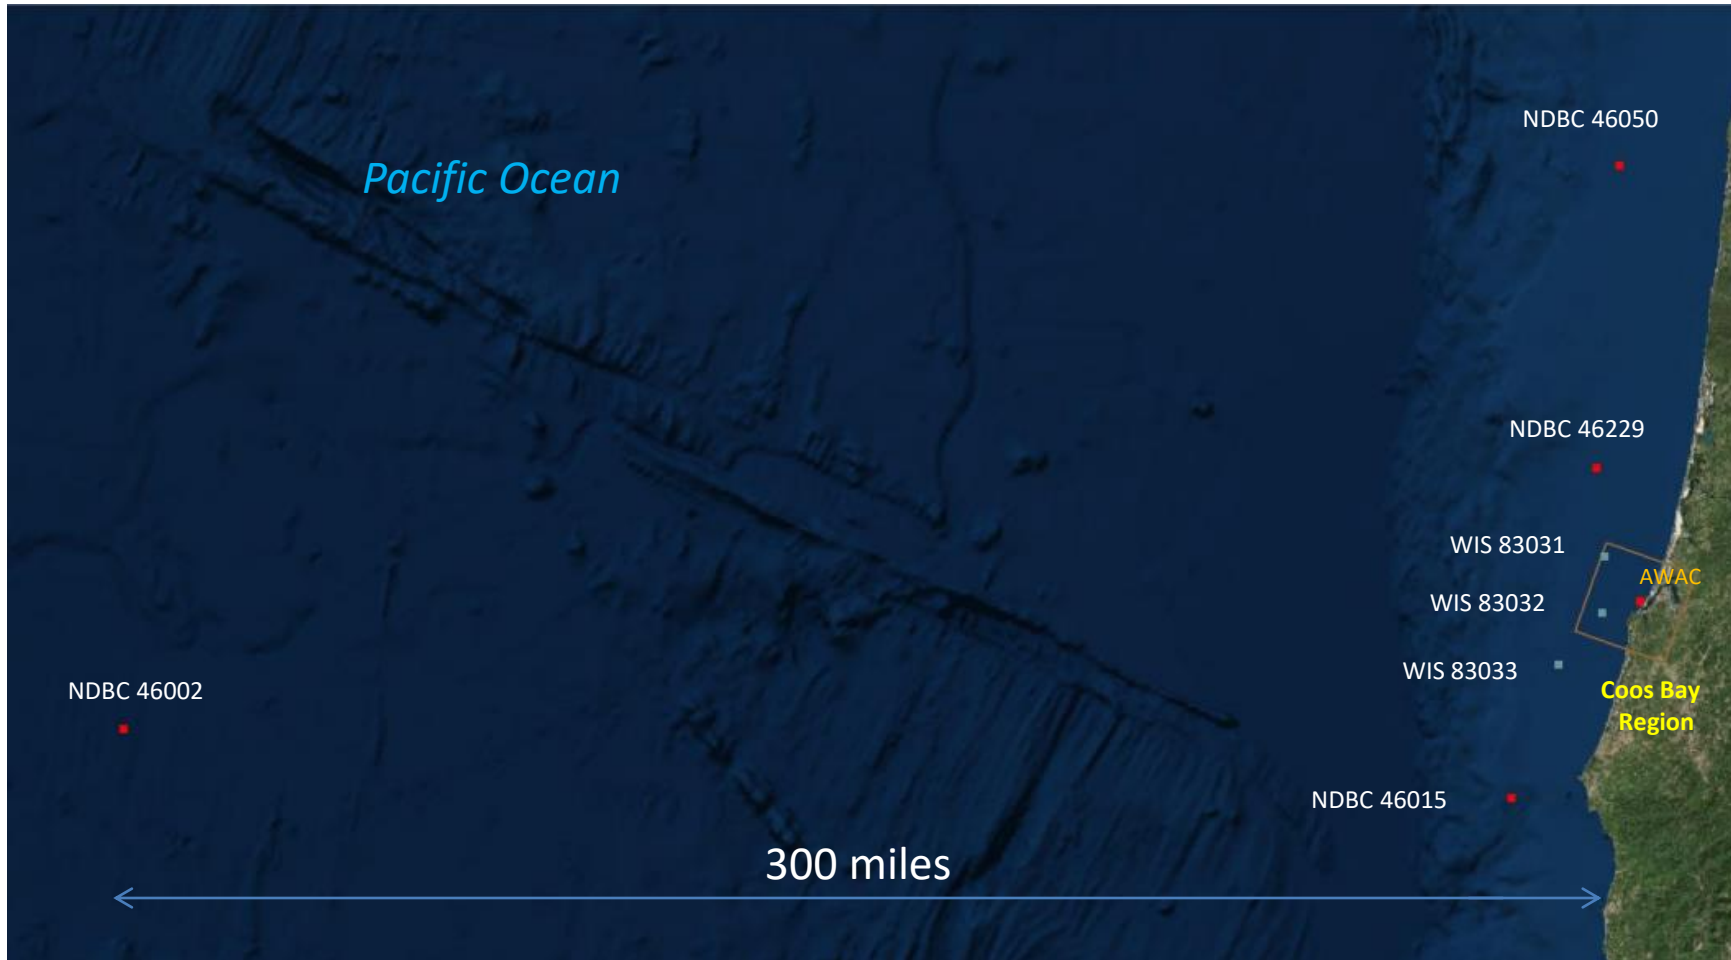 NDBC 46050
Pacific Ocean
NDBC 46229
WIS 83031
AWAC
WIS 83032
WIS 83033
NDBC 46002
Coos Bay
Region
NDBC 46015
300 miles